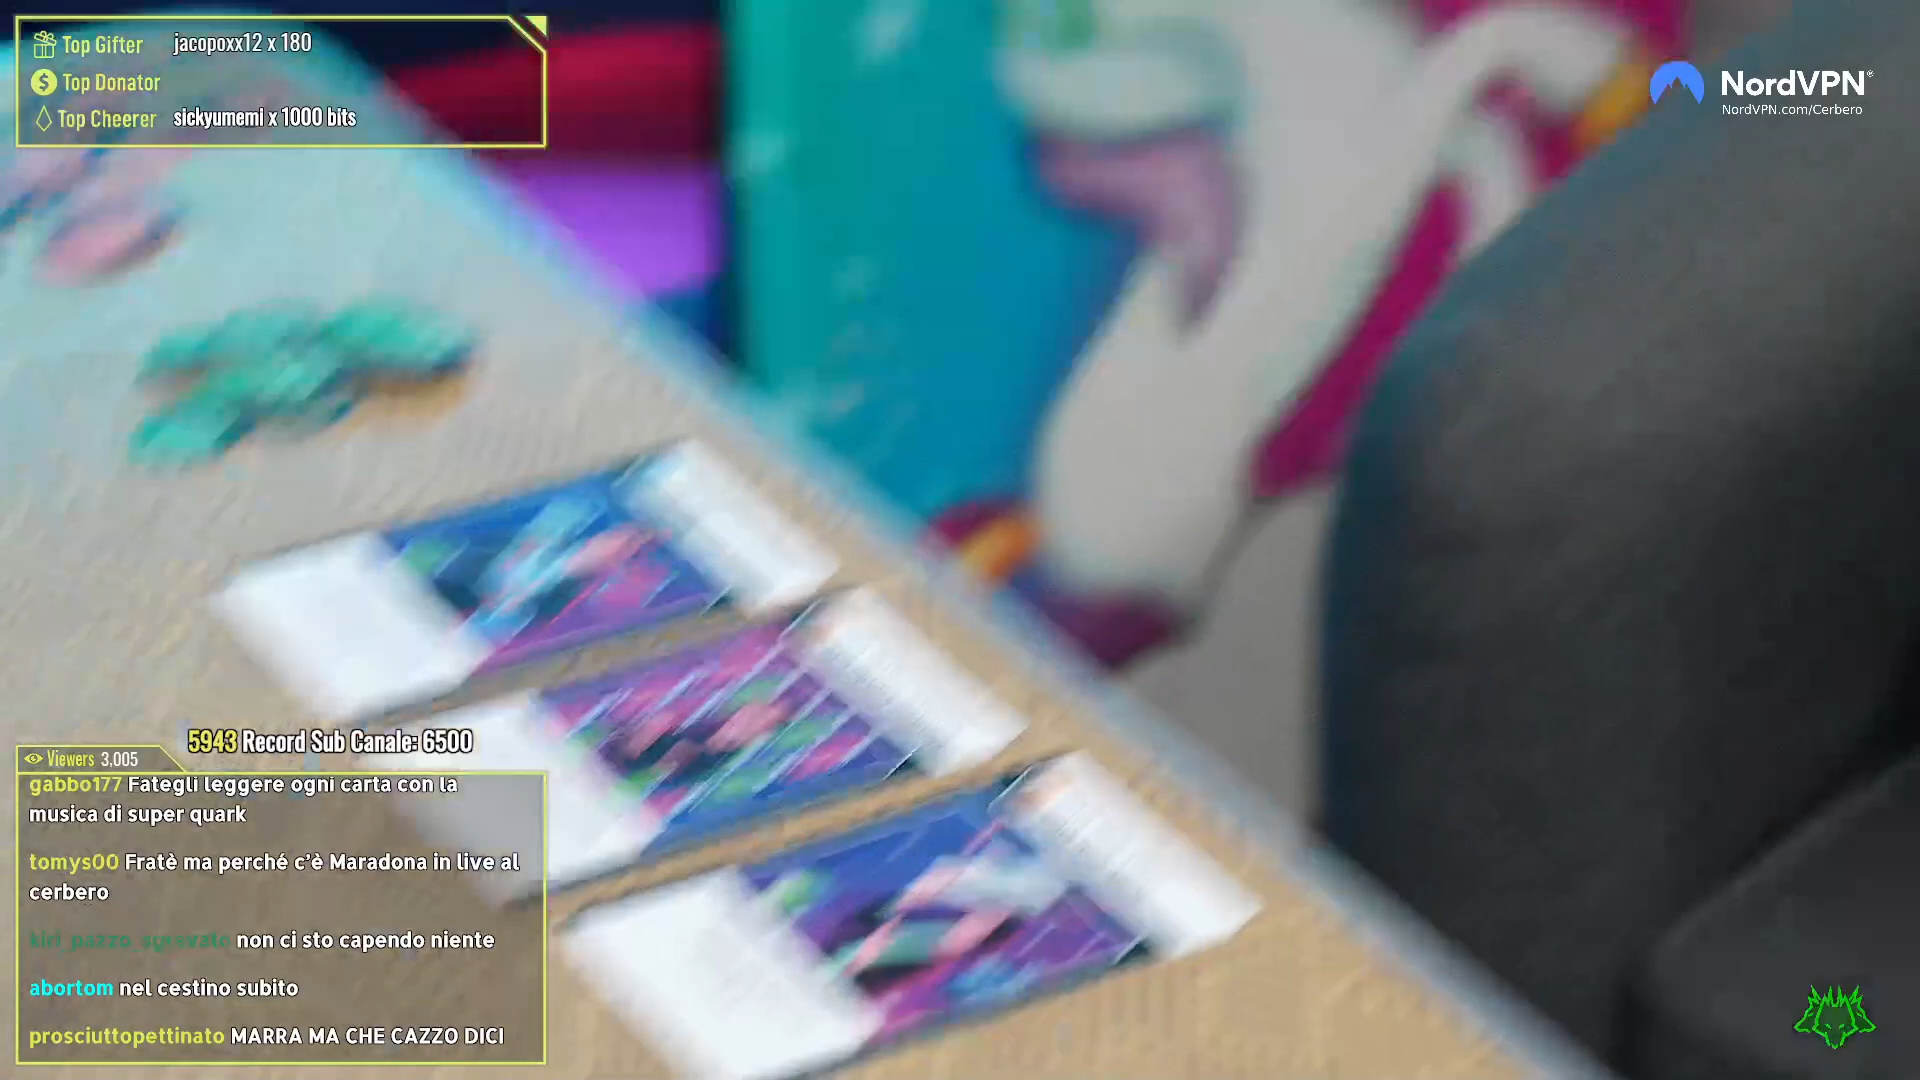 Top Gifter jacopoxx12 x 180
Top Donator
Top Cheerer sickyumemi x 1000 bits
NordVPN®
NordVPN.com/Cerbero
5943 Record Sub Canale: 6500
Viewers 3,005
gabbo177 Fategli leggere ogni carta con la
musica di super quark
tomys00 Fratè ma perché c'è Maradona in live al
cerbero
non ci sto capendo niente
abortom nel cestino subito
prosciuttopettinato MARRA MA CHE CAZZO DICI